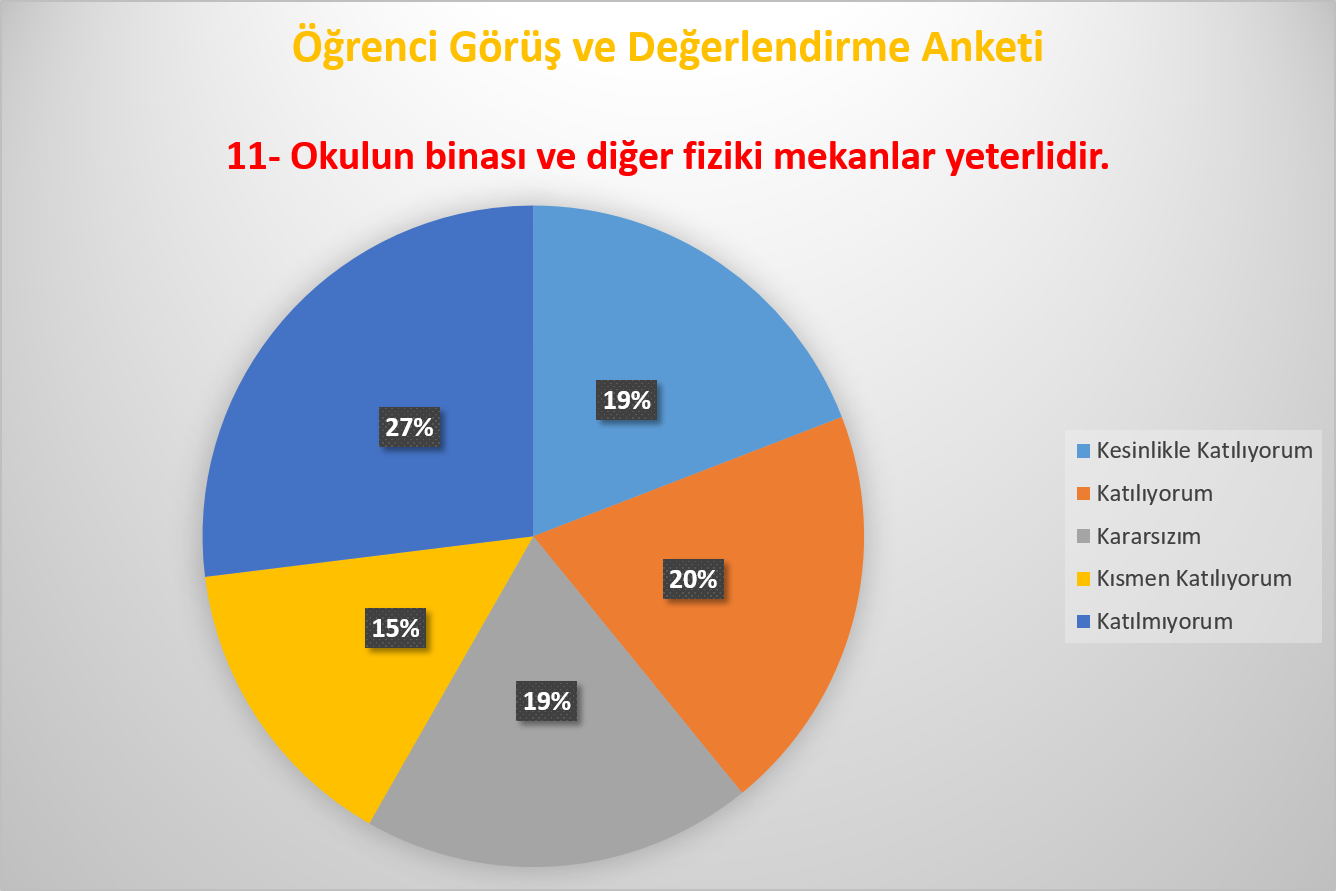 Öğrenci Görüş ve Değerlendirme Anketi
11- Okulun binası ve diğer fiziki mekanlar yeterlidir.
19%
27%
20%
15%
19%
Kesinlikle Katılıyorum
Katılıyorum
Kararsızım
Kısmen Katılıyorum
Katılmıyorum